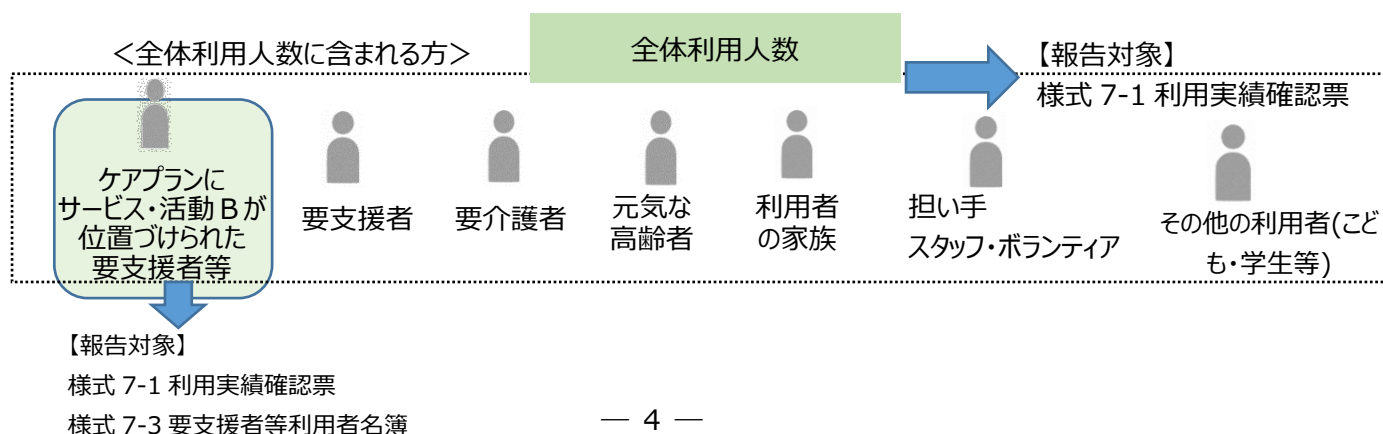 ＜全体利用人数に含まれる方＞
全体利用人数
【報告対象】
様式 7-1 利用実績確認票
ケアプランに
サービス・活動Ｂが
位置づけられた
要支援者等
要支援者
要介護者
元気な
高齢者
利用者
の家族
担い手
スタッフ・ボランティア
その他の利用者(こど
も・学生等)
【報告対象】
様式 7-1 利用実績確認票
様式 7-3 要支援者等利用者名簿
― 4 ―